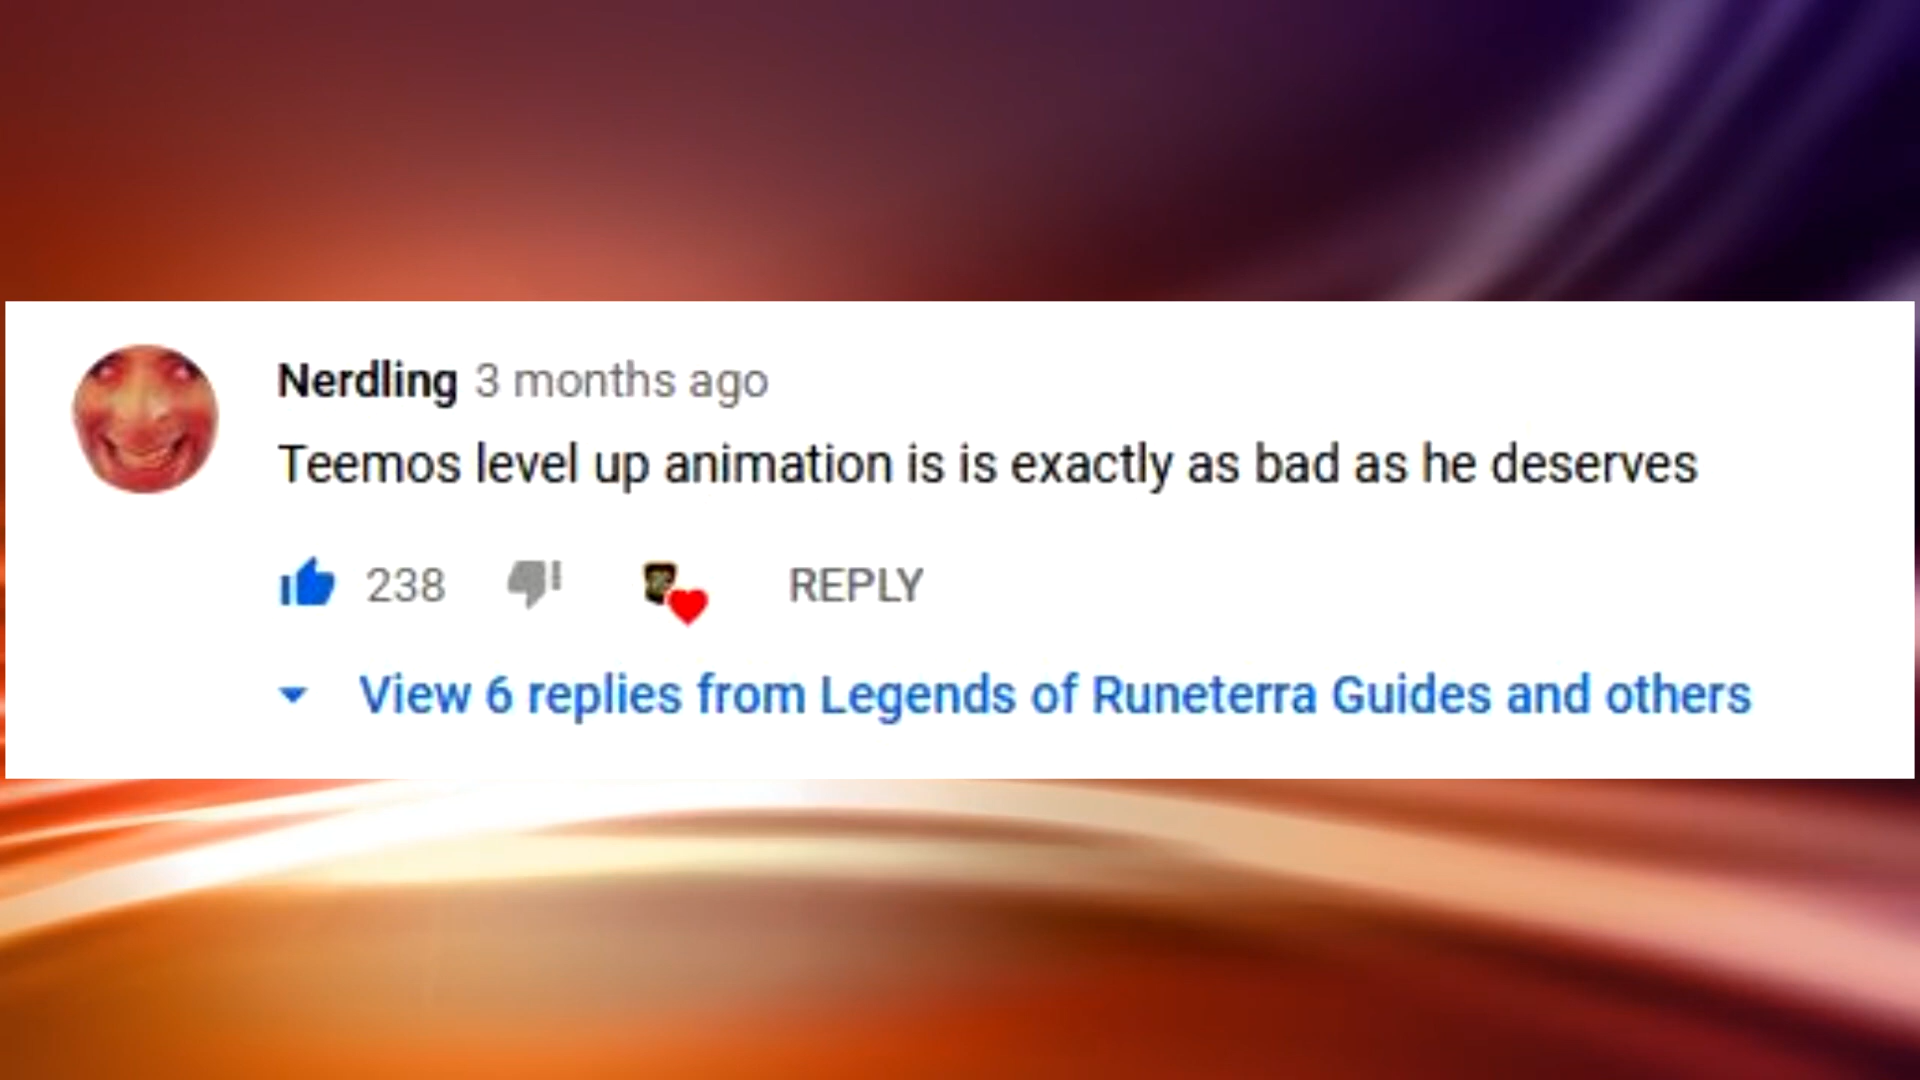 Nerdling 3 months ago
Teemos level up animation is is exactly as bad as he deserves
238 REPLY
View 6 replies from Legends of Runeterra Guides and others